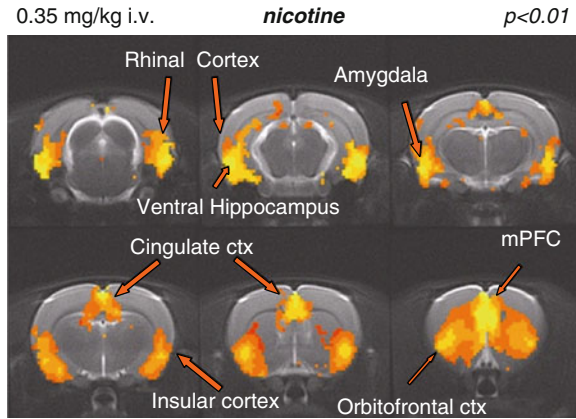 0.35 mg/kg i.v. nicotine p<0.01
Rhinal Cortex
Amygdala
Ventral Hippocampus
Cingulate ctx
mPFC
Insular cortex
Orbitofrontal ctx